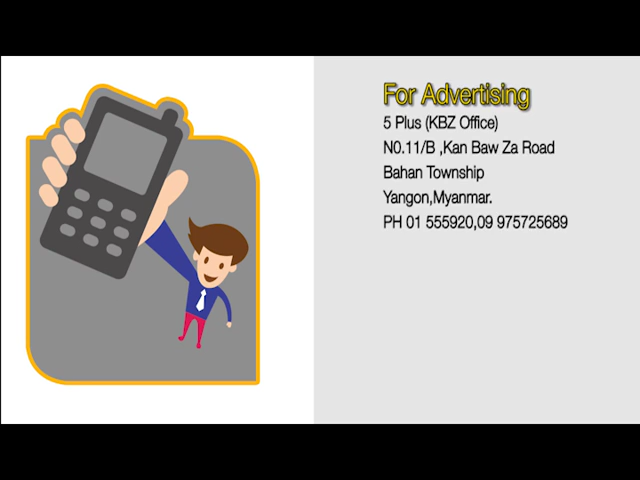 For Advertising
5 Plus (KBZ Office)
N0.11/B ,Kan Baw Za Road
Bahan Township
Yangon,Myanmar.
PH 01 555920,09 975725689